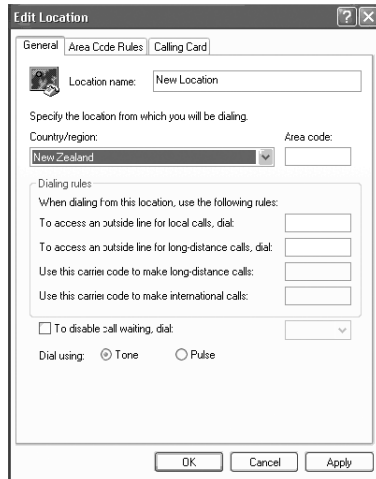 Edit Location
General Area Code Rules Calling Card
Location name: New Location
Specify the location from which you will be dialing.
Country/region: Area code:
New Zealand
Dialing rules
When dialing from this location, use the following rules:
To access an outside line for local calls, dial:
To access an outside line for long-distance calls, dial:
Use this carrier code to make long-distance calls:
Use this carrier code to make international calls:
To disable call waiting, dial:
Dial using: Tone Pulse
OK Cancel Apply